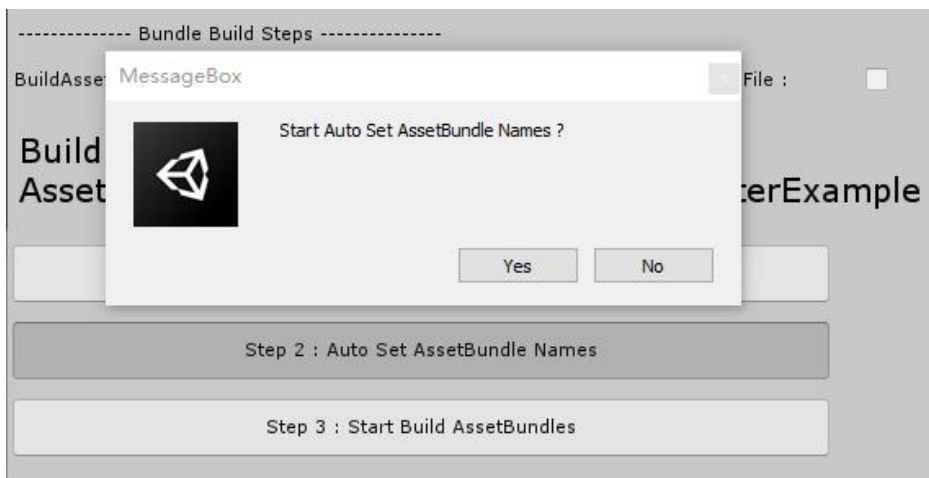 -------------- Bundle Build Steps ---------------
BuildAsse
File :
MessageBox
Start Auto Set AssetBundle Names ?
Yes
No
Build
Asset
terExample
Step 2 : Auto Set AssetBundle Names
Step 3 : Start Build AssetBundles